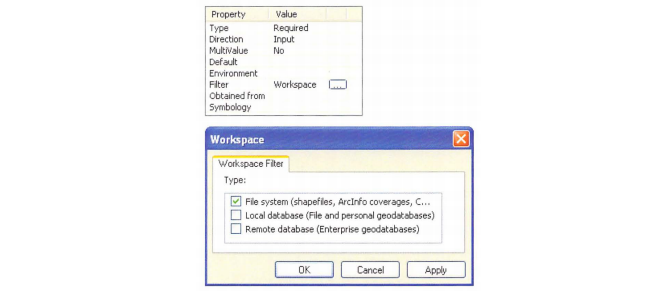 Property Value
Type Required
Direction Input
MultiValue No
Default
Environment
Filter Workspace ...
Obtained from
Symbology
Workspace
Workspace Filter
Type:
File system (shapefiles, ArcInfo coverages, C...
Local database (File and personal geodatabases)
Remote database (Enterprise geodatabases)
OK Cancel Apply